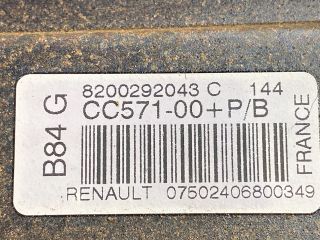 8200292043 C 144
CC571-00+P/B
B84 G
FRANCE
RENAULT 07502406800349